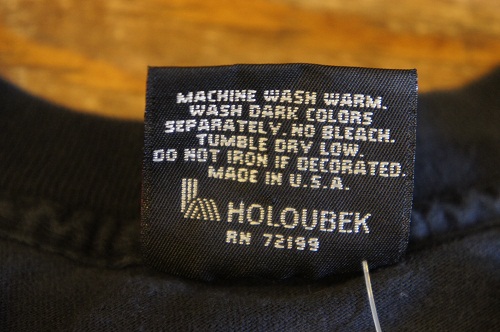 MACHINE WASH WARM.
WASH DARK COLORS
SEPARATELY. NO BLEACH.
TUMBLE DRY LOW.
DO NOT IRON IF DECORATED.
MADE IN U.S.A.
HOLOUBEK
RN 72199